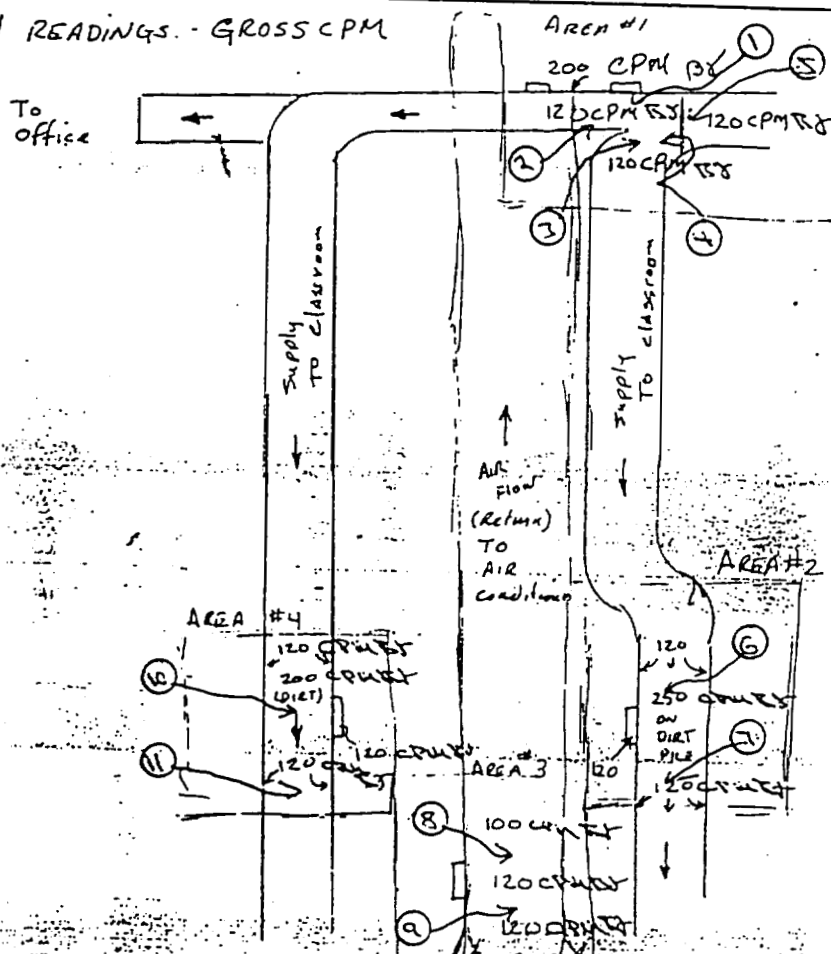 READINGS. - GROSS CPM
AREA #1
To
office
200 CPM βγ
120 CPM βγ
120 CPM βγ
120 CPM βγ
1
2
3
4
5
Supply
TO Classroom
Supply
To Classroom
AIR
Flow
(Return)
TO
AIR
conditioner
AREA #2
120
6
250 CPM βγ
ON
DIRT
PILE
7
120
120 CPM βγ
AREA #4
120 CPM βγ
10
200 CPM βγ
(DIRT)
120 CPM βγ
11
120 CPM
AREA #3
8
100 CPM βγ
120 CPM βγ
9
120 CPM βγ